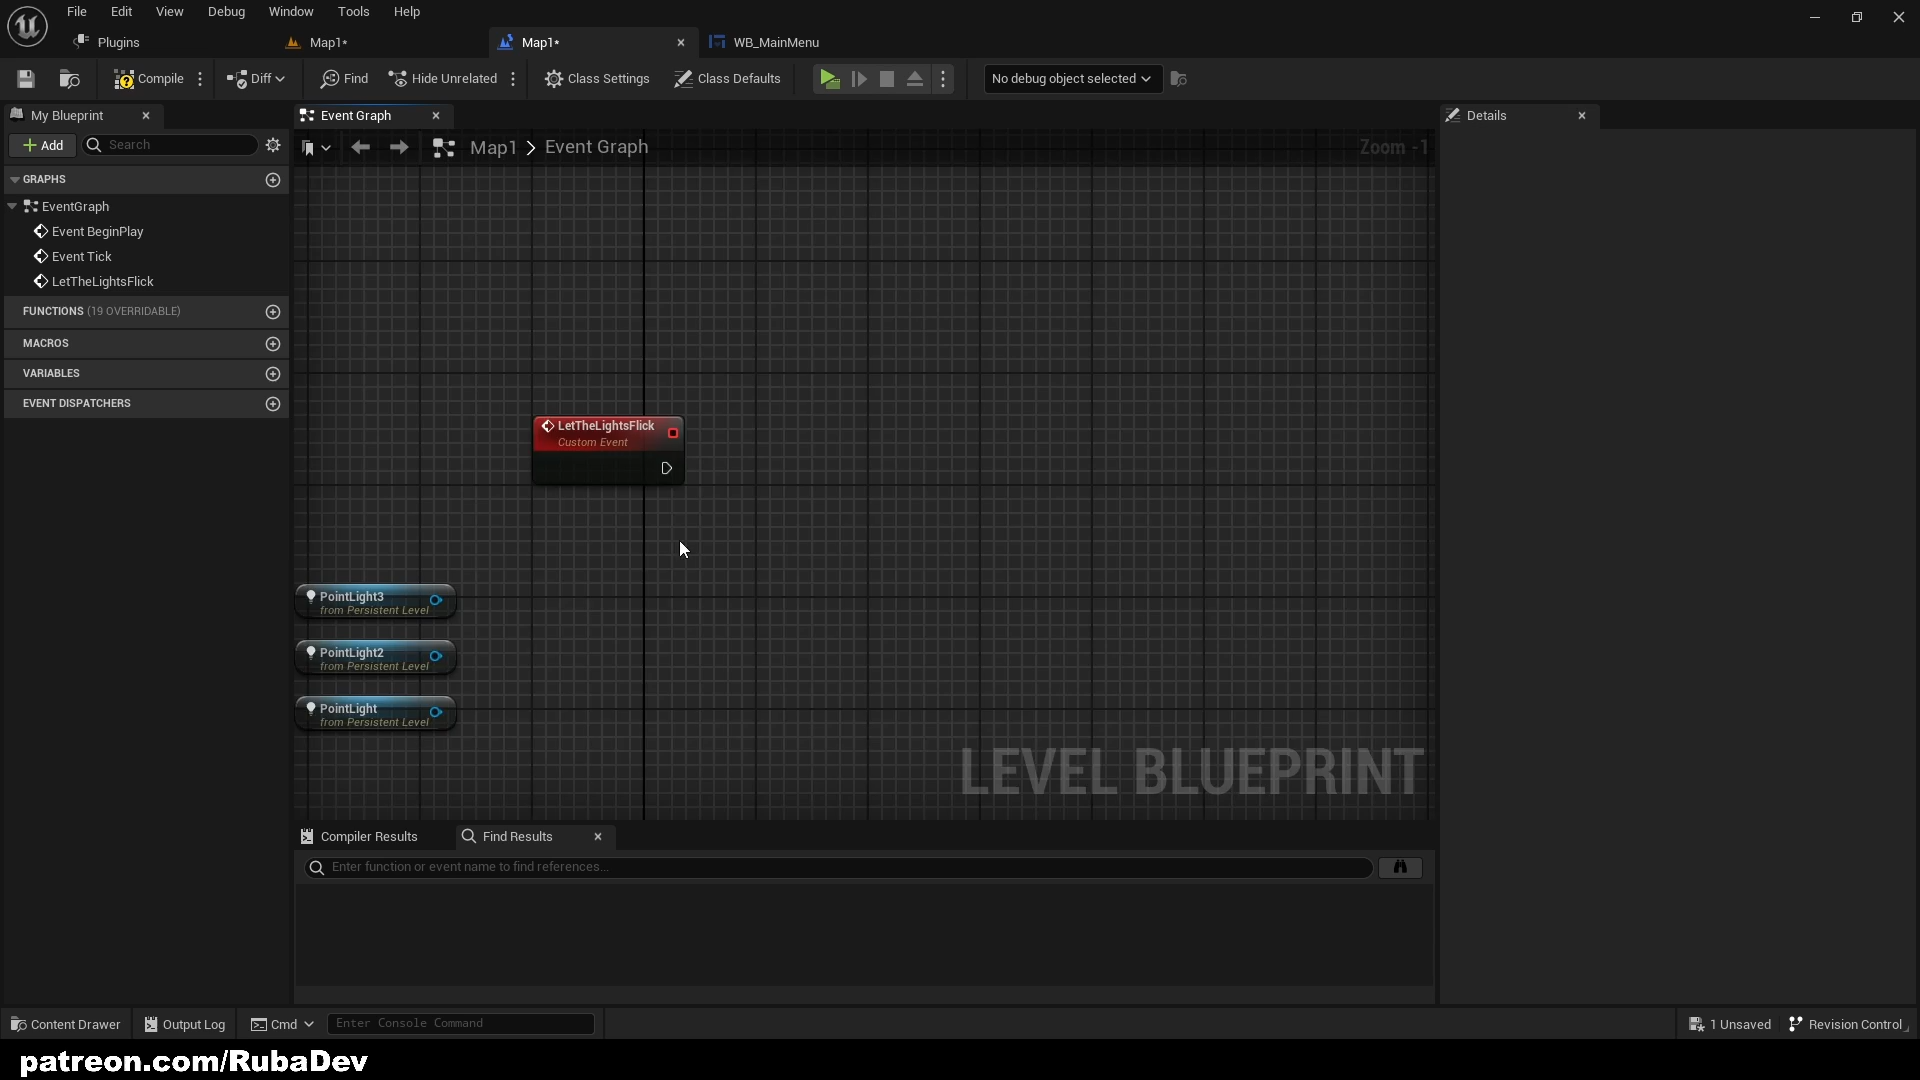 File Edit View Debug Window Tools Help
Plugins Map1* Map1* WB_MainMenu
Compile Diff Find Hide Unrelated Class Settings Class Defaults No debug object selected
My Blueprint Event Graph Details
Add Search Map1 Event Graph Zoom -1
GRAPHS
EventGraph
Event BeginPlay
Event Tick
LetTheLightsFlick
FUNCTIONS (19 OVERRIDABLE)
MACROS
VARIABLES
EVENT DISPATCHERS
LetTheLightsFlick
Custom Event
PointLight3
from Persistent Level
PointLight2
from Persistent Level
PointLight
from Persistent Level
LEVEL BLUEPRINT
Compiler Results Find Results
Enter function or event name to find references...
Content Drawer Output Log Cmd Enter Console Command 1 Unsaved Revision Control
patreon.com/RubaDev